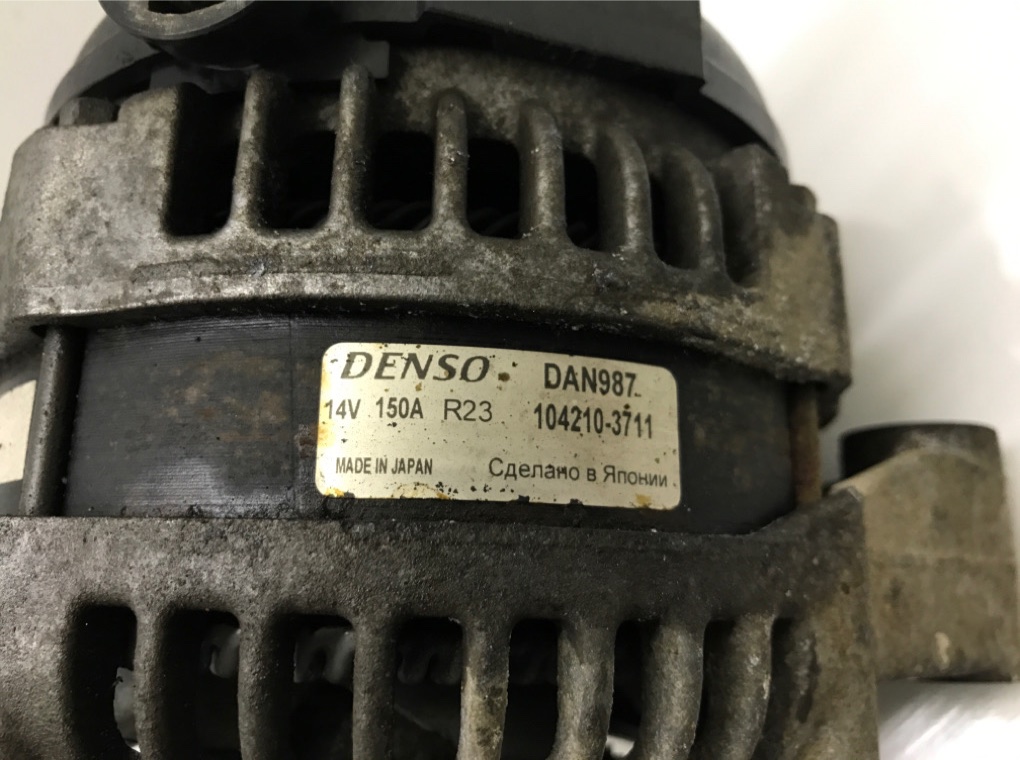 DENSO DAN987
14V 150A R23 104210-3711
MADE IN JAPAN Сделано в Японии